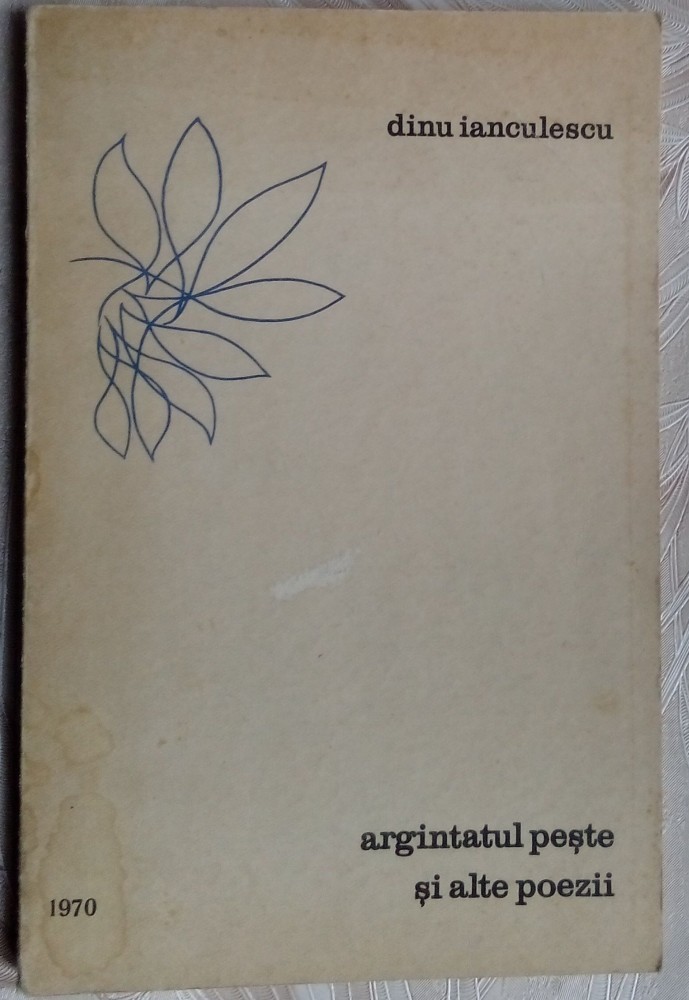 dinu ianculescu
argintatul pește
și alte poezii
1970